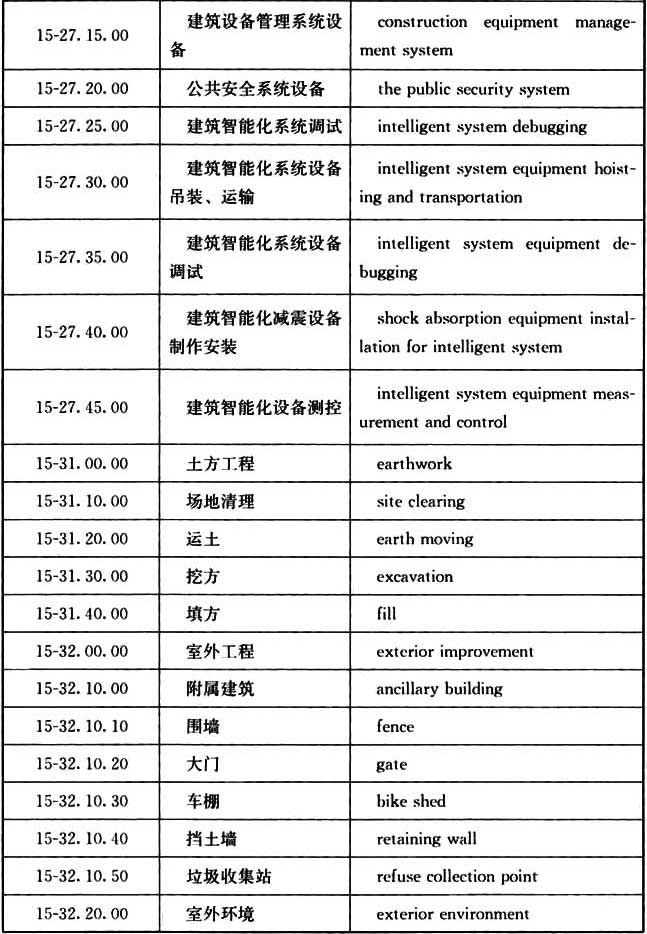 15-27. 15. 00 建筑设备管理系统设 construction equipment manage-
备 ment system
15-27. 20. 00 公共安全系统设备 the public security system
15-27. 25. 00 建筑智能化系统调试 intelligent system debugging
15-27. 30. 00 建筑智能化系统设备 intelligent system equipment hoist-
吊装、运输 ing and transportation
15-27. 35. 00 建筑智能化系统设备 intelligent system equipment de-
调试 bugging
15-27. 40. 00 建筑智能化减震设备 shock absorption equipment instal-
制作安装 lation for intelligent system
15-27. 45. 00 建筑智能化设备测控 intelligent system equipment meas-
urement and control
15-31. 00. 00 土方工程 earthwork
15-31. 10. 00 场地清理 site clearing
15-31. 20. 00 运土 earth moving
15-31. 30. 00 挖方 excavation
15-31. 40. 00 填方 fill
15-32. 00. 00 室外工程 exterior improvement
15-32. 10. 00 附属建筑 ancillary building
15-32. 10. 10 围墙 fence
15-32. 10. 20 大门 gate
15-32. 10. 30 车棚 bike shed
15-32. 10. 40 挡土墙 retaining wall
15-32. 10. 50 垃圾收集站 refuse collection point
15-32. 20. 00 室外环境 exterior environment